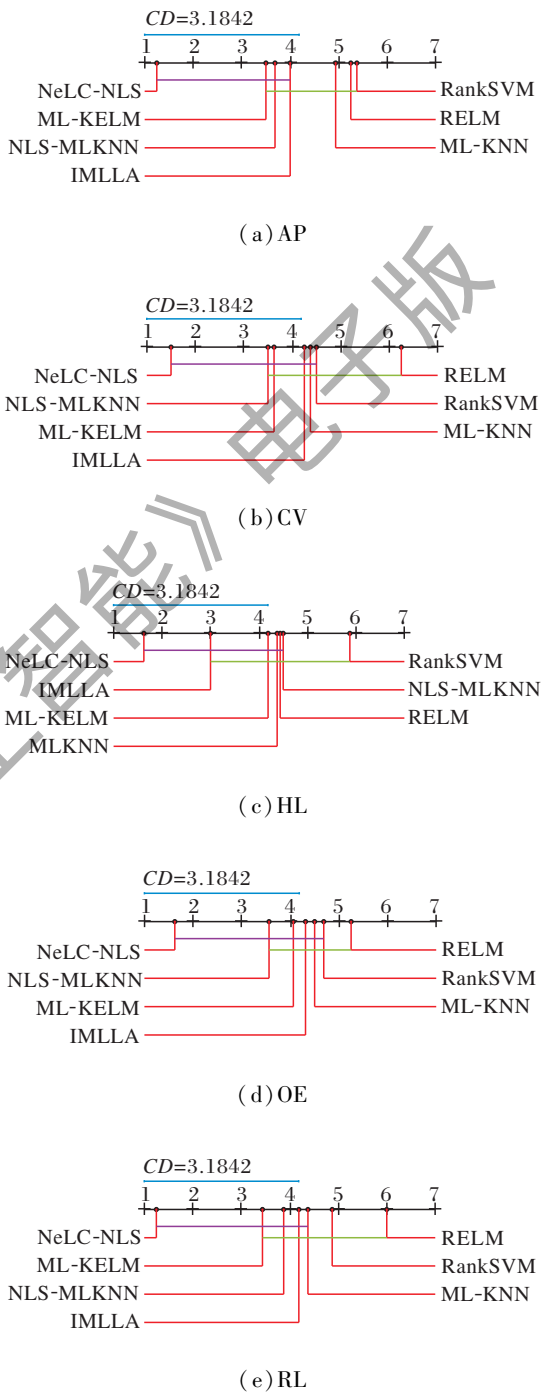 CD=3.1842
1 2 3 4 5 6 7
NeLC-NLS RankSVM
ML-KELM RELM
NLS-MLKNN ML-KNN
IMLLA
(a)AP
CD=3.1842
1 2 3 4 5 6 7
NeLC-NLS RELM
NLS-MLKNN RankSVM
ML-KELM ML-KNN
IMLLA
(b)CV
CD=3.1842
1 2 3 4 5 6 7
NeLC-NLS RankSVM
IMLLA NLS-MLKNN
ML-KELM RELM
MLKNN
(c)HL
CD=3.1842
1 2 3 4 5 6 7
NeLC-NLS RELM
NLS-MLKNN RankSVM
ML-KELM ML-KNN
IMLLA
(d)OE
CD=3.1842
1 2 3 4 5 6 7
NeLC-NLS RELM
ML-KELM RankSVM
NLS-MLKNN ML-KNN
IMLLA
(e)RL
智能》电子版